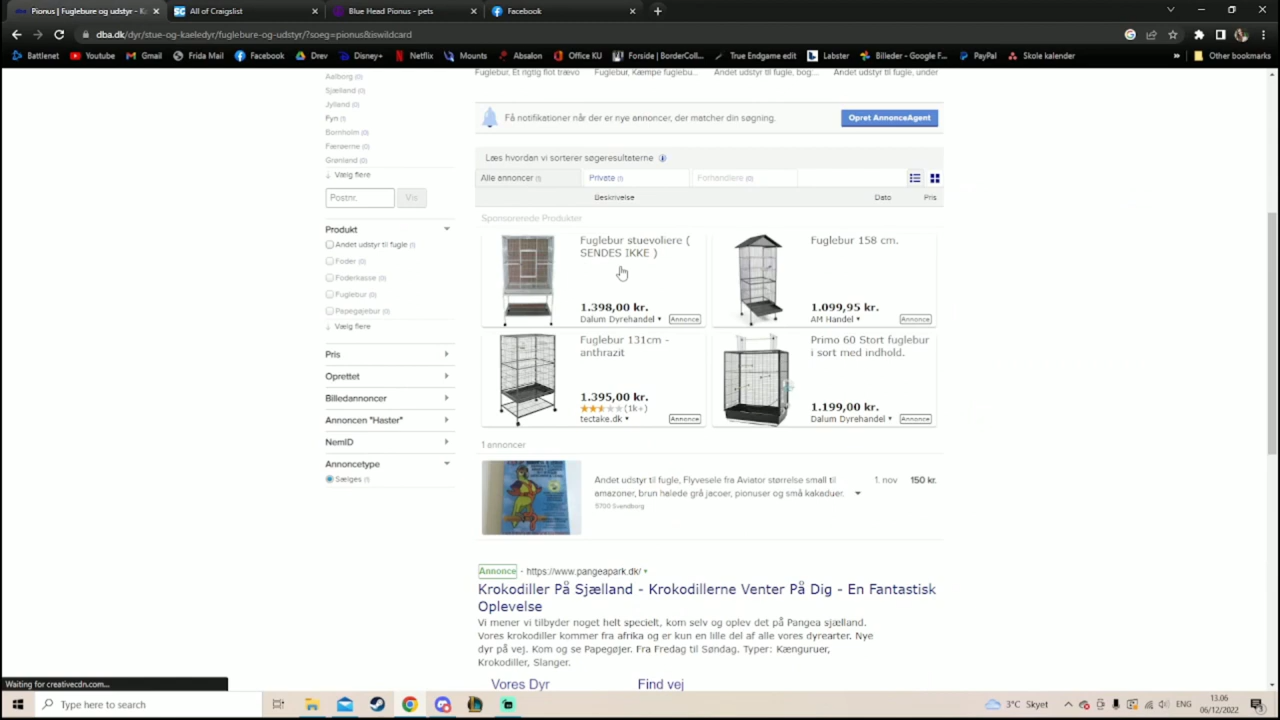 Pionus | Fuglebure og udstyr - K
SG All of Craigslist
Blue Head Pionus - pets
Facebook
dba.dk/dyr/stue-og-kaeledyr/fuglebure-og-udstyr/?soeg=pionus&iswildcard
Battlenet Youtube Gmail Frida Mail Facebook Drev Disney+ Netflix Mounts Absalon Office KU Forside | BorderColl... True Endgame edit Labster Billeder - Google F... PayPal Skole kalender » Other bookmarks
Fuglebur, Et rigtig flot trævo Fuglebur, Kæmpe fuglebu... Andet udstyr til fugle, bog... Andet udstyr til fugle, under
Aalborg (0)
Sjælland (0)
Jylland (0)
Fyn (1)
Bornholm (0)
Færøerne (0)
Grønland (0)
Vælg flere
Postnr. Vis
Produkt
Andet udstyr til fugle (1)
Foder (0)
Foderkasse (0)
Fuglebur (0)
Papegøjebur (0)
Vælg flere
Pris
Oprettet
Billedannoncer
Annoncen "Haster"
NemID
Annoncetype
Sælges (1)
Få notifikationer når der er nye annoncer, der matcher din søgning.
Opret AnnonceAgent
Læs hvordan vi sorterer søgeresultaterne
Alle annoncer (1) Private (1) Forhandlere (0)
Beskrivelse Dato Pris
Sponsorerede Produkter
Fuglebur stuevoliere (
SENDES IKKE )
1.398,00 kr.
Dalum Dyrehandel Annonce
Fuglebur 158 cm.
1.099,95 kr.
AM Handel Annonce
Fuglebur 131cm -
anthrazit
1.395,00 kr.
(1k+)
tectake.dk Annonce
Primo 60 Stort fuglebur
i sort med indhold.
1.199,00 kr.
Dalum Dyrehandel Annonce
1 annoncer
Andet udstyr til fugle, Flyvesele fra Aviator størrelse small til
amazoner, brun halede grå jacoer, pionuser og små kakaduer.
5700 Svendborg
1. nov 150 kr.
Annonce · https://www.pangeapark.dk/
Krokodiller På Sjælland - Krokodillerne Venter På Dig - En Fantastisk
Oplevelse
Vi mener vi tilbyder noget helt specielt, kom selv og oplev det på Pangea sjælland.
Vores krokodiller kommer fra afrika og er kun en lille del af alle vores dyrearter. Nye
dyr på vej. Kom og se Papegøjer. Fra Fredag til Søndag. Typer: Kænguruer,
Krokodiller, Slanger.
Vores Dyr Find vej
Waiting for creativecdn.com...
Type here to search
3°C Skyet
ENG
13.06
06/12/2022